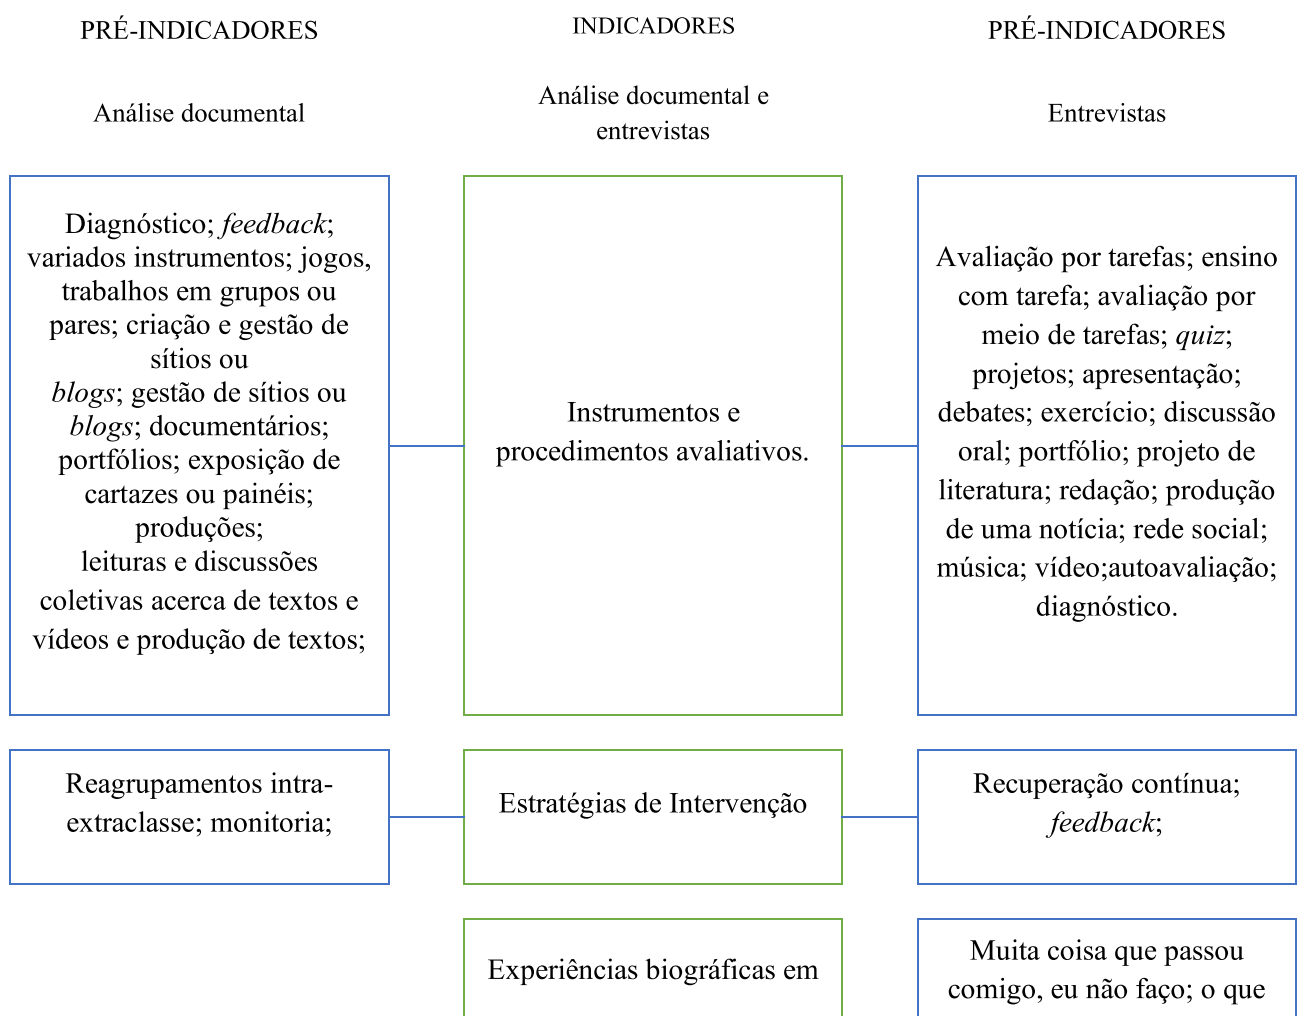 PRÉ-INDICADORES
INDICADORES
PRÉ-INDICADORES
Análise documental
Análise documental e
entrevistas
Entrevistas
Diagnóstico; feedback;
variados instrumentos; jogos,
trabalhos em grupos ou
pares; criação e gestão de
sítios ou
blogs; gestão de sítios ou
blogs; documentários;
portfólios; exposição de
cartazes ou painéis;
produções;
leituras e discussões
coletivas acerca de textos e
vídeos e produção de textos;
Instrumentos e
procedimentos avaliativos.
Avaliação por tarefas; ensino
com tarefa; avaliação por
meio de tarefas; quiz;
projetos; apresentação;
debates; exercício; discussão
oral; portfólio; projeto de
literatura; redação; produção
de uma notícia; rede social;
música; vídeo;autoavaliação;
diagnóstico.
Reagrupamentos intra-
extraclasse; monitoria;
Estratégias de Intervenção
Recuperação contínua;
feedback;
Experiências biográficas em
Muita coisa que passou
comigo, eu não faço; o que